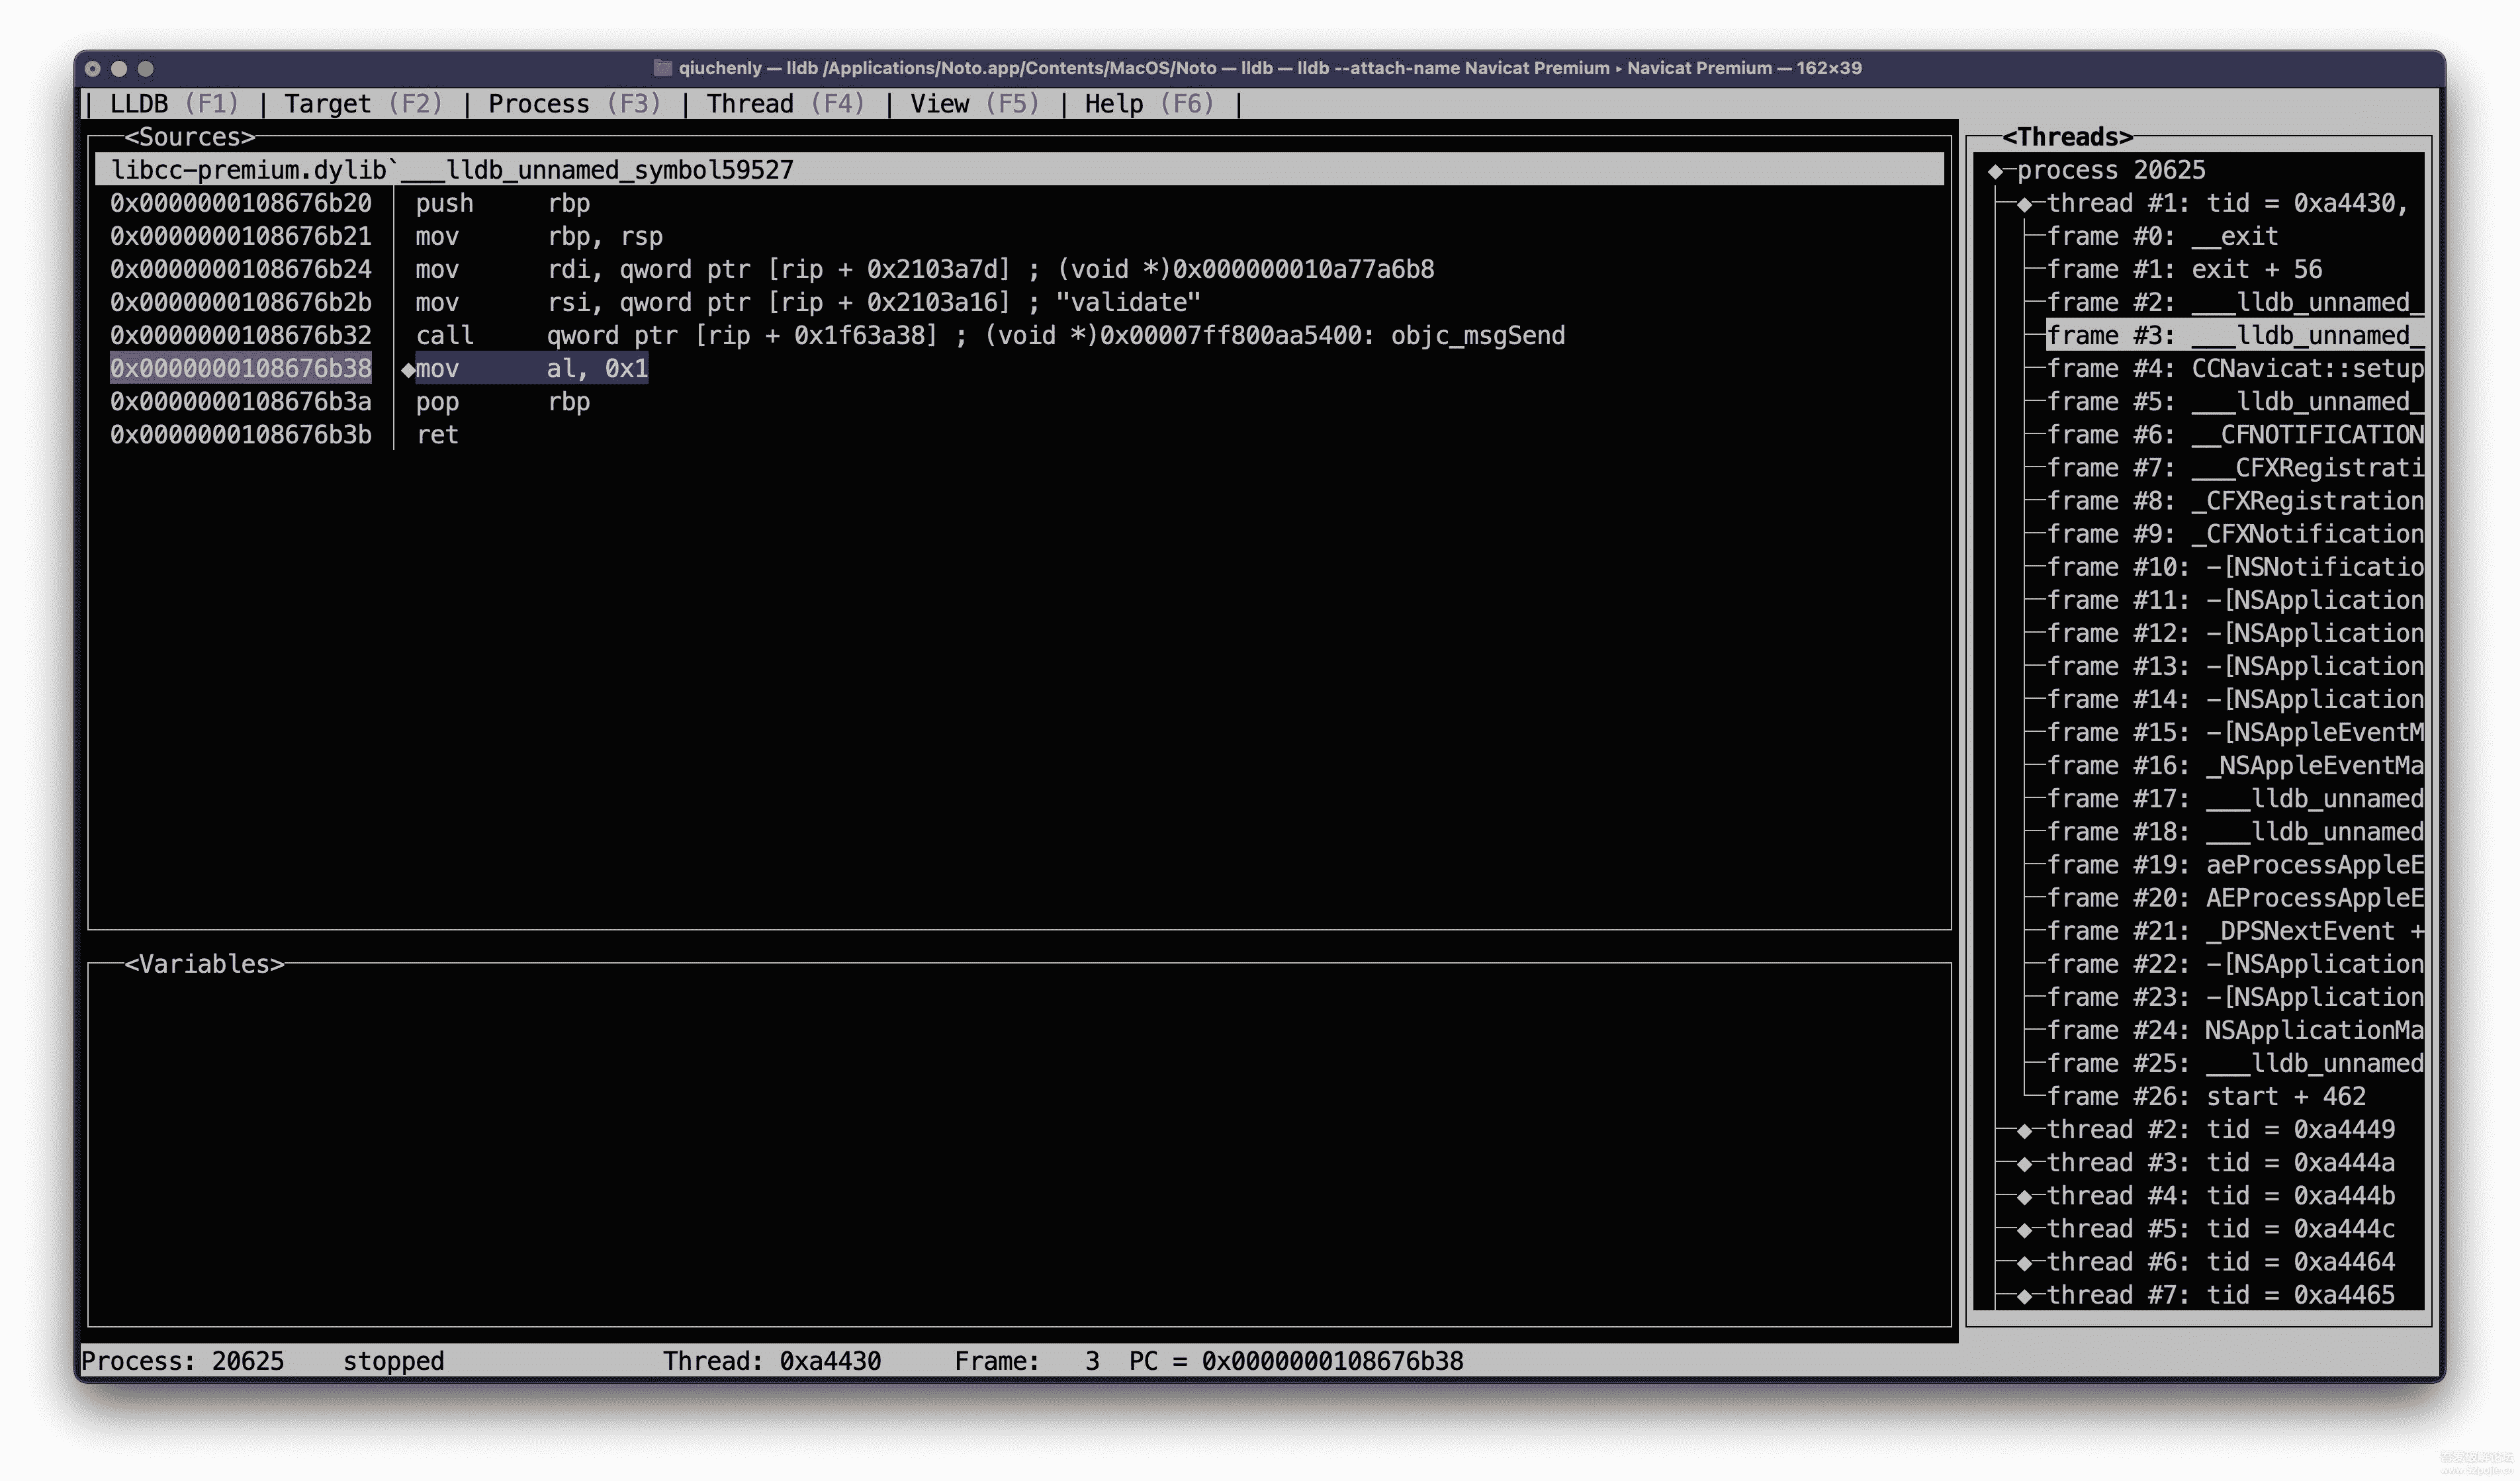 qiuchenly — lldb /Applications/Noto.app/Contents/MacOS/Noto — lldb — lldb --attach-name Navicat Premium ▸ Navicat Premium — 162×39
| LLDB (F1) | Target (F2) | Process (F3) | Thread (F4) | View (F5) | Help (F6) |
<Sources>
libcc-premium.dylib`___lldb_unnamed_symbol59527
0x0000000108676b20 push rbp
0x0000000108676b21 mov rbp, rsp
0x0000000108676b24 mov rdi, qword ptr [rip + 0x2103a7d] ; (void *)0x000000010a77a6b8
0x0000000108676b2b mov rsi, qword ptr [rip + 0x2103a16] ; "validate"
0x0000000108676b32 call qword ptr [rip + 0x1f63a38] ; (void *)0x00007ff800aa5400: objc_msgSend
0x0000000108676b38 ◆mov al, 0x1
0x0000000108676b3a pop rbp
0x0000000108676b3b ret
<Variables>
<Threads>
◆─process 20625
◆─thread #1: tid = 0xa4430,
frame #0: __exit
frame #1: exit + 56
frame #2: ___lldb_unnamed_
frame #3: ___lldb_unnamed_
frame #4: CCNavicat::setup
frame #5: ___lldb_unnamed_
frame #6: __CFNOTIFICATION
frame #7: ___CFXRegistrati
frame #8: _CFXRegistration
frame #9: _CFXNotification
frame #10: -[NSNotificatio
frame #11: -[NSApplication
frame #12: -[NSApplication
frame #13: -[NSApplication
frame #14: -[NSApplication
frame #15: -[NSAppleEventM
frame #16: _NSAppleEventMa
frame #17: ___lldb_unnamed
frame #18: ___lldb_unnamed
frame #19: aeProcessAppleE
frame #20: AEProcessAppleE
frame #21: _DPSNextEvent +
frame #22: -[NSApplication
frame #23: -[NSApplication
frame #24: NSApplicationMa
frame #25: ___lldb_unnamed
frame #26: start + 462
◆─thread #2: tid = 0xa4449
◆─thread #3: tid = 0xa444a
◆─thread #4: tid = 0xa444b
◆─thread #5: tid = 0xa444c
◆─thread #6: tid = 0xa4464
◆─thread #7: tid = 0xa4465
Process: 20625 stopped Thread: 0xa4430 Frame: 3 PC = 0x0000000108676b38